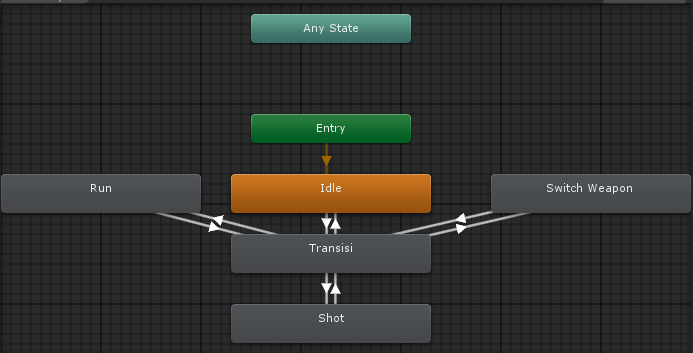 Any State
Entry
Run
Idle
Switch Weapon
Transisi
Shot